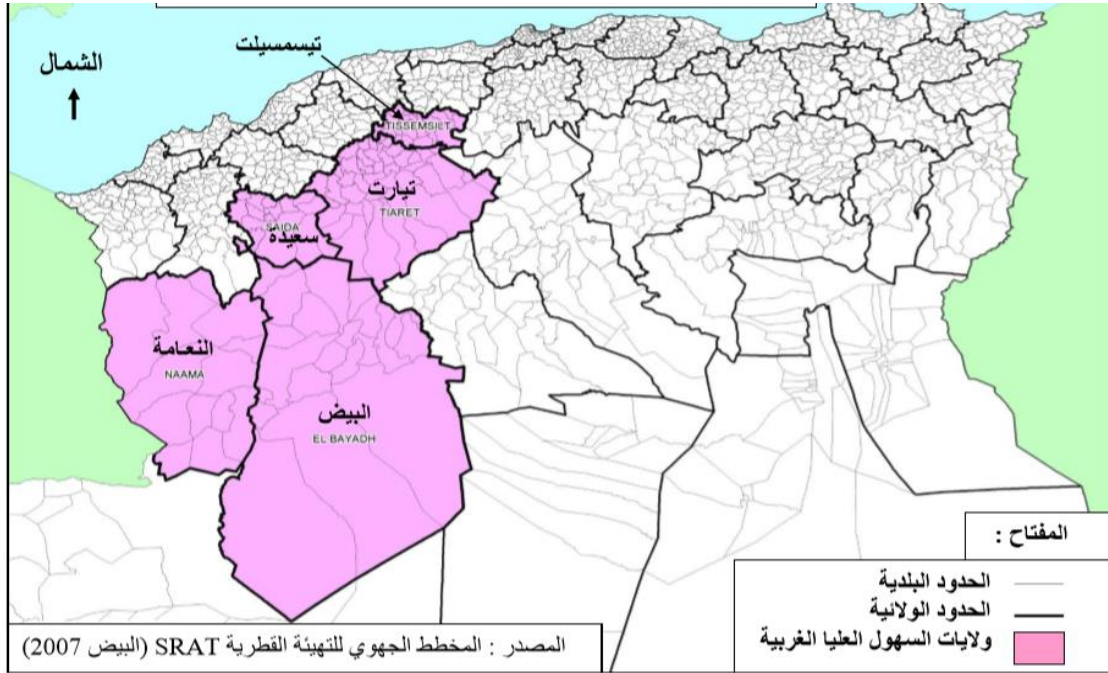 تيسمسيلت
الشمال
TISSEMSILT
تيارت
TIARET
SAIDA
سعيدة
النعامة
NAAMA
البيض
EL BAYADH
المفتاح :
الحدود البلدية
الحدود الولائية
ولايات السهول العليا الغربية
المصدر : المخطط الجهوي للتهيئة القطرية SRAT (البيض 2007)